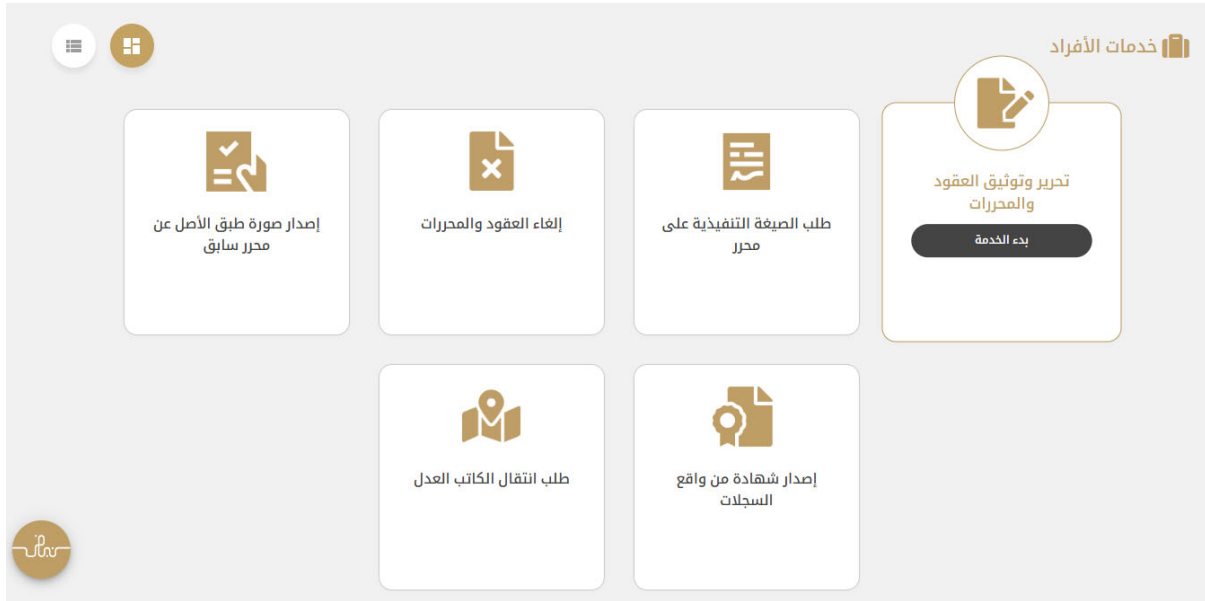 خدمات الأفراد
تحرير وتوثيق العقود
والمحررات
بدء الخدمة
طلب الصيغة التنفيذية على
محرر
إلغاء العقود والمحررات
إصدار صورة طبق الأصل عن
محرر سابق
إصدار شهادة من واقع
السجلات
طلب انتقال الكاتب العدل